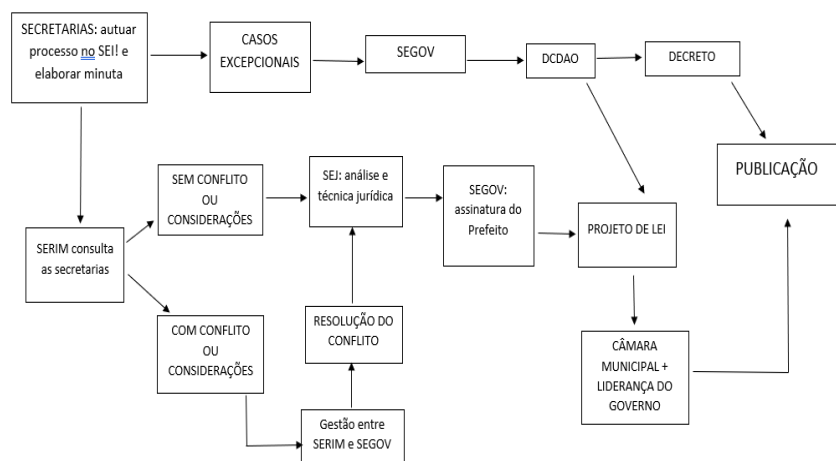 SECRETARIAS: autuar
processo no SEI! e
elaborar minuta
CASOS
EXCEPCIONAIS
SEGOV
DCDAO
DECRETO
PUBLICAÇÃO
SERIM consulta
as secretarias
SEM CONFLITO
OU
CONSIDERAÇÕES
SEJ: análise e
técnica jurídica
SEGOV:
assinatura do
Prefeito
PROJETO DE LEI
COM CONFLITO
OU
CONSIDERAÇÕES
RESOLUÇÃO DO
CONFLITO
Gestão entre
SERIM e SEGOV
CÂMARA
MUNICIPAL +
LIDERANÇA DO
GOVERNO